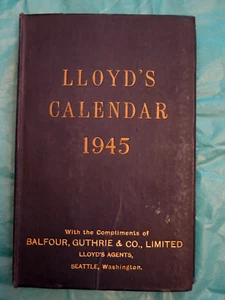 LLOYD'S
CALENDAR
1945
With the Compliments of
BALFOUR, GUTHRIE & CO., LIMITED
LLOYD'S AGENTS,
SEATTLE, Washington.